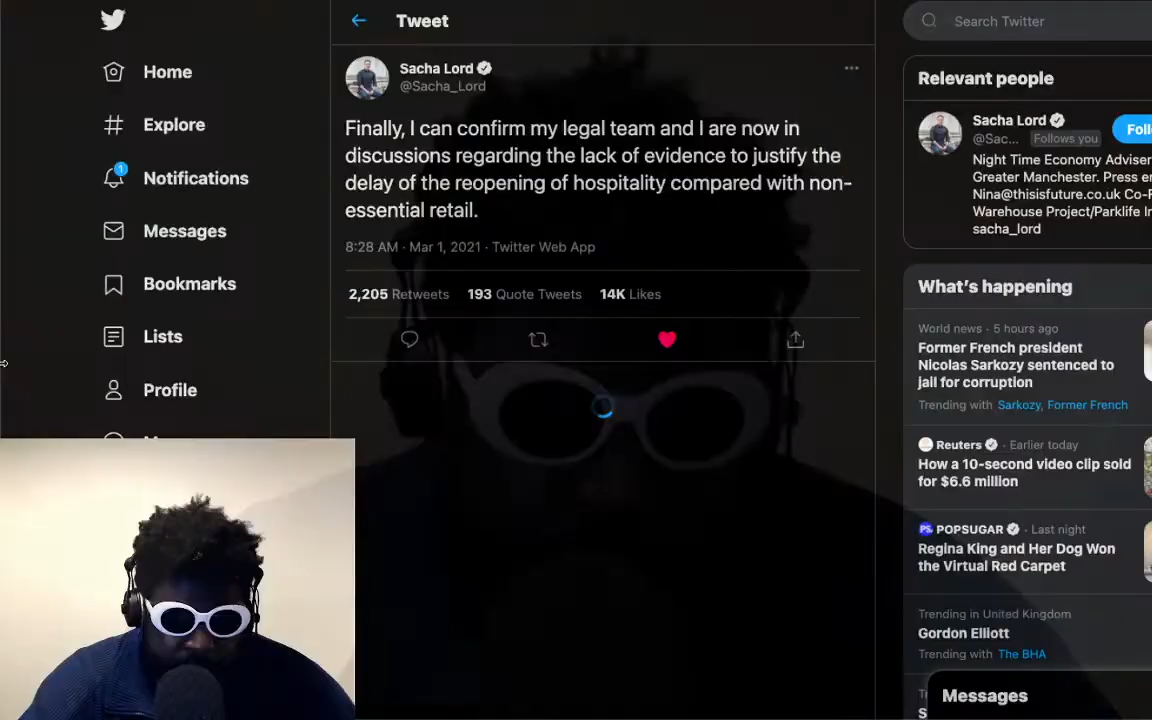 Home
Explore
1
Notifications
Messages
Bookmarks
Lists
Profile
Tweet
Sacha Lord
@Sacha_Lord
Finally, I can confirm my legal team and I are now in
discussions regarding the lack of evidence to justify the
delay of the reopening of hospitality compared with non-
essential retail.
8:28 AM · Mar 1, 2021 · Twitter Web App
2,205 Retweets 193 Quote Tweets 14K Likes
Search Twitter
Relevant people
Sacha Lord
@Sac... Follows you
Night Time Economy Adviser
Greater Manchester. Press
Nina@thisisfuture.co.uk
Warehouse Project/Parklife
sacha_lord
What's happening
World news · 5 hours ago
Former French president
Nicolas Sarkozy sentenced to
jail for corruption
Trending with Sarkozy, Former French
Reuters · Earlier today
How a 10-second video clip sold
for $6.6 million
POPSUGAR · Last night
Regina King and Her Dog Won
the Virtual Red Carpet
Trending in United Kingdom
Gordon Elliott
Trending with The BHA
Messages